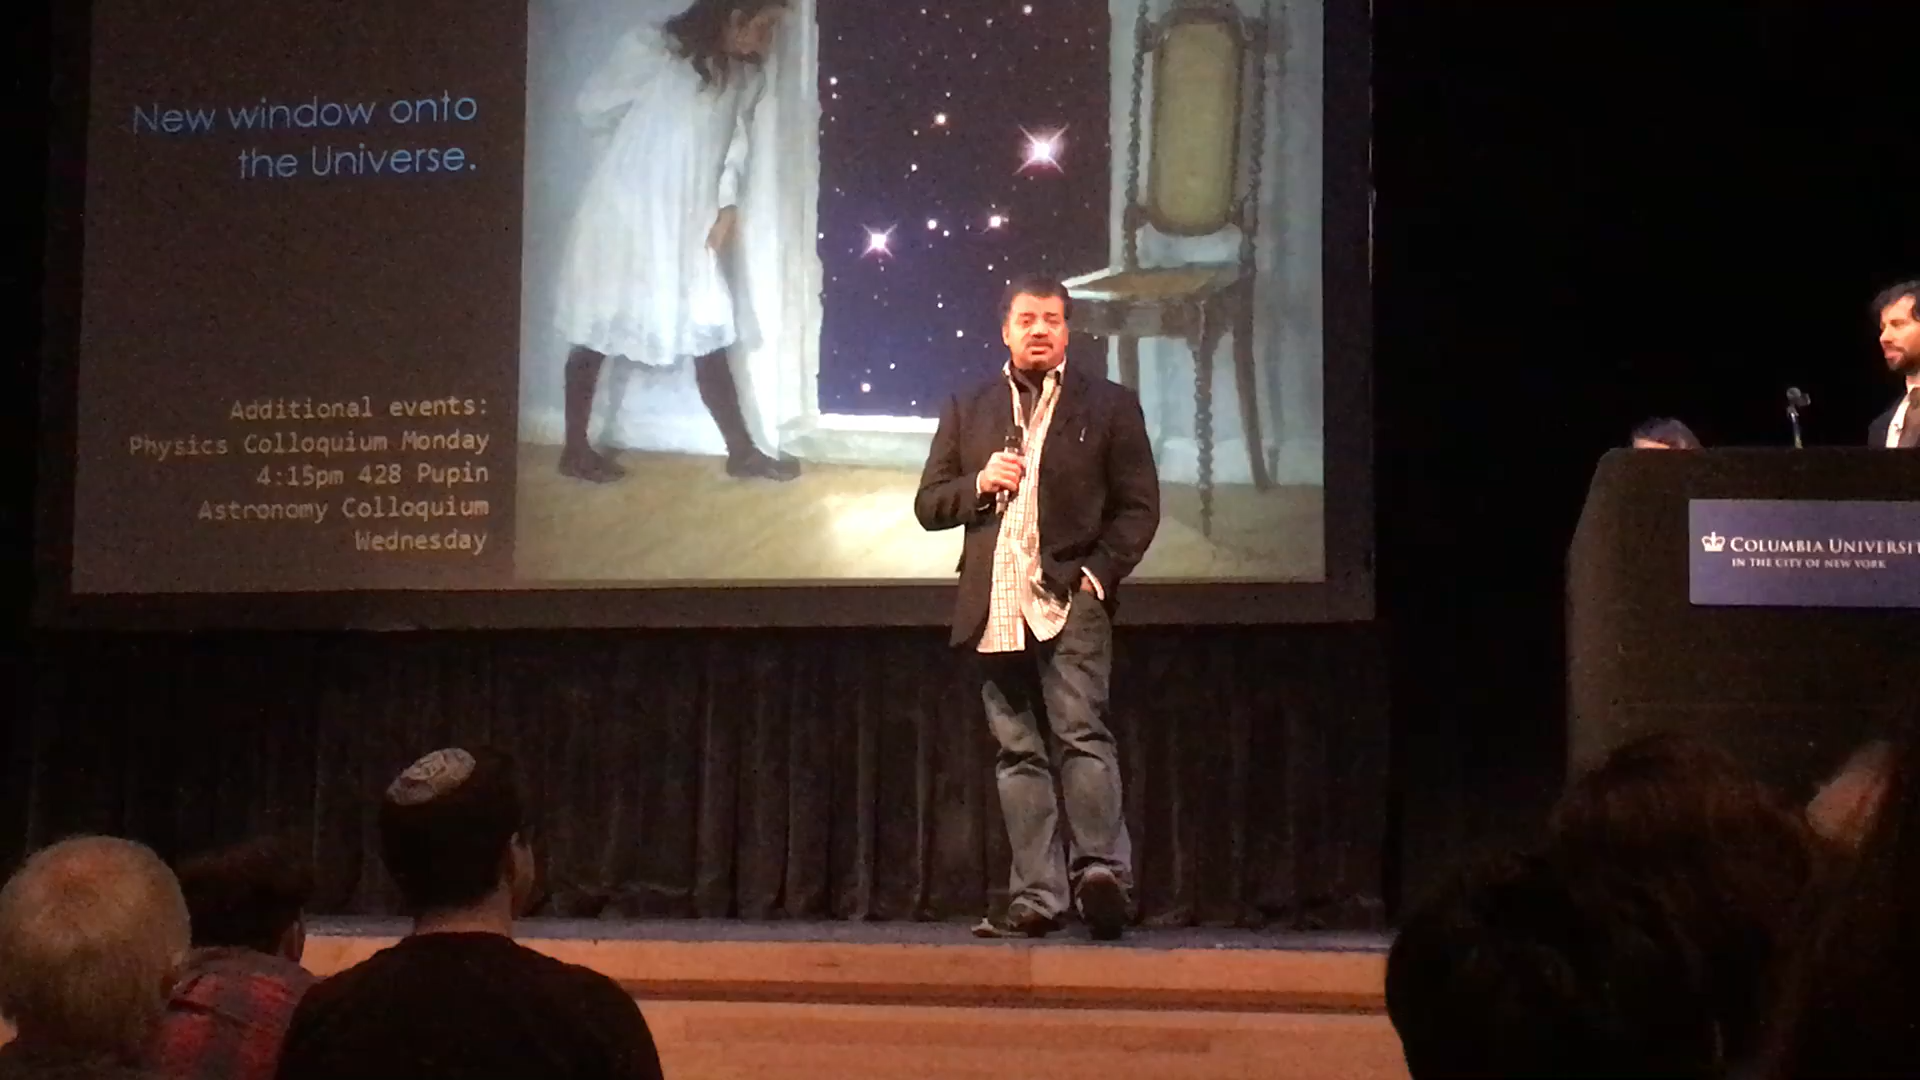 New window onto
the Universe.
Additional events:
Physics Colloquium Monday
4:15pm 428 Pupin
Astronomy Colloquium
Wednesday
COLUMBIA UNIVERSIT
IN THE CITY OF NEW YORK